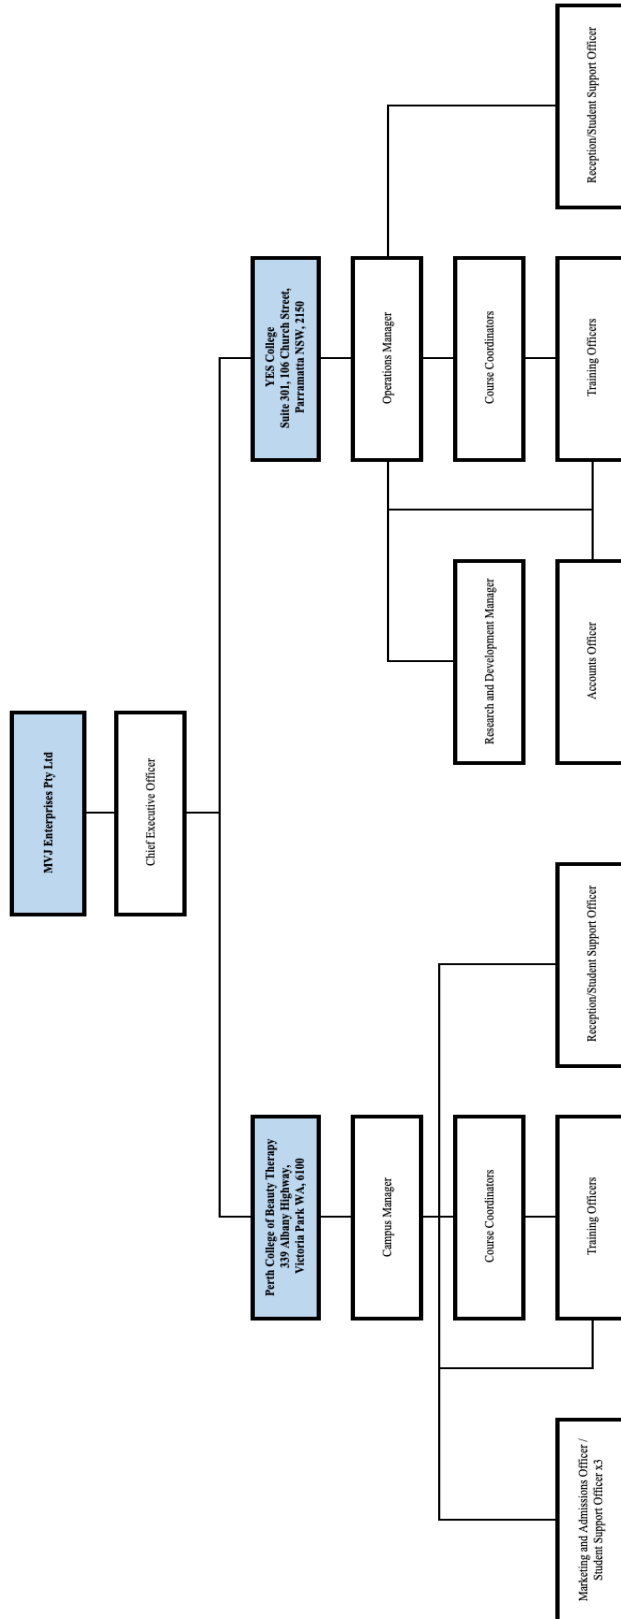 MVJ Enterprises Pty Ltd
Chief Executive Officer
Perth College of Beauty Therapy
339 Albany Highway,
Victoria Park WA, 6100
YES College
Suite 301, 106 Church Street,
Parramatta NSW, 2150
Campus Manager
Operations Manager
Course Coordinators
Research and Development Manager
Course Coordinators
Marketing and Admissions Officer /
Student Support Officer x3
Training Officers
Reception/Student Support Officer
Accounts Officer
Training Officers
Reception/Student Support Officer